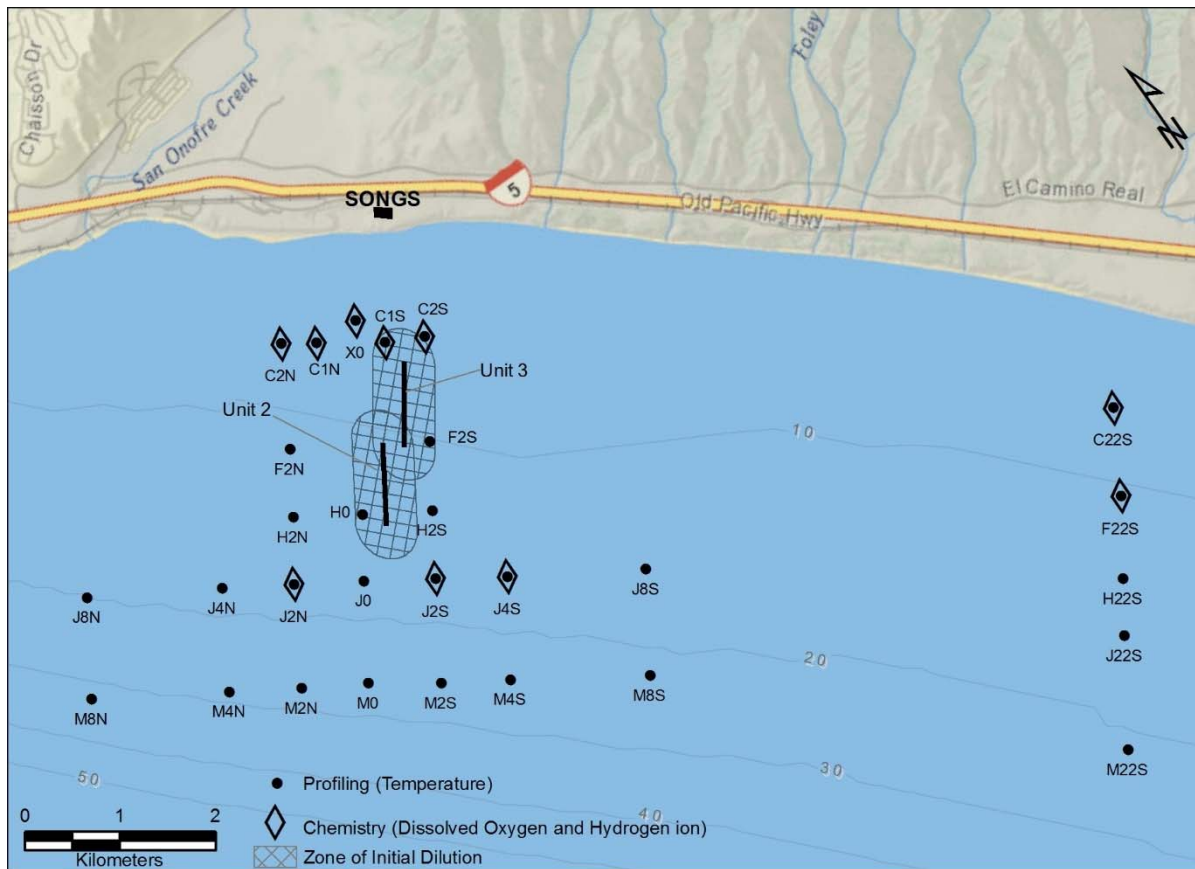 Chaisson Dr
San Onofre Creek
Foley
N
SONGS
5
Old Pacific Hwy
El Camino Real
C2S
C1S
X0
C1N
C2N
Unit 3
Unit 2
10
C22S
F2S
F2N
F22S
H0
H2S
H2N
J8S
H22S
J8N
J4N
J2N
J0
J2S
J4S
J22S
20
M8N
M4N
M2N
M0
M2S
M4S
M8S
M22S
50
30
40
Profiling (Temperature)
Chemistry (Dissolved Oxygen and Hydrogen ion)
Zone of Initial Dilution
0 1 2
Kilometers